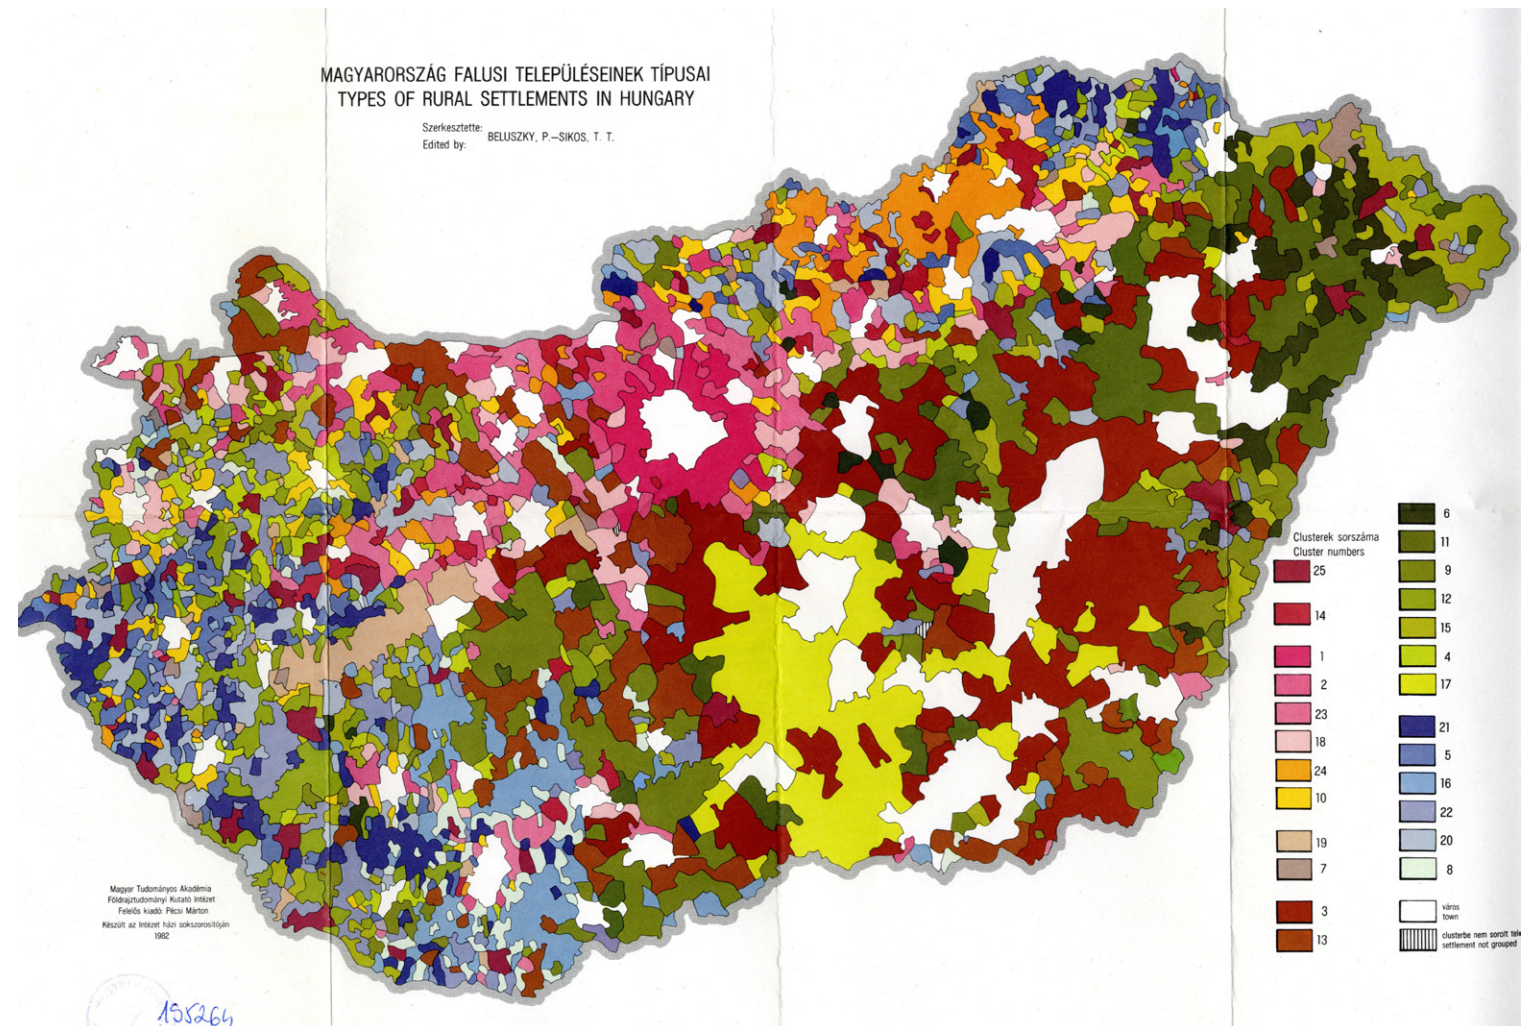 MAGYARORSZÁG FALUSI TELEPÜLÉSEINEK TÍPUSAI
TYPES OF RURAL SETTLEMENTS IN HUNGARY
Szerkesztette:
Edited by:
BELUSZKY, P.—SIKOS, T. T.
Clusterek sorszáma
Cluster numbers
25
14
1
2
23
18
24
10
19
7
3
13
6
11
9
12
15
4
17
21
5
16
22
20
8
város
town
clusterbe nem sorolt tele
settlement not grouped
Magyar Tudományos Akadémia
Földrajztudományi Kutató Intézet
Felelős kiadó: Pécsi Márton
Készült az Intézet házi sokszorosítóján
1982
195264